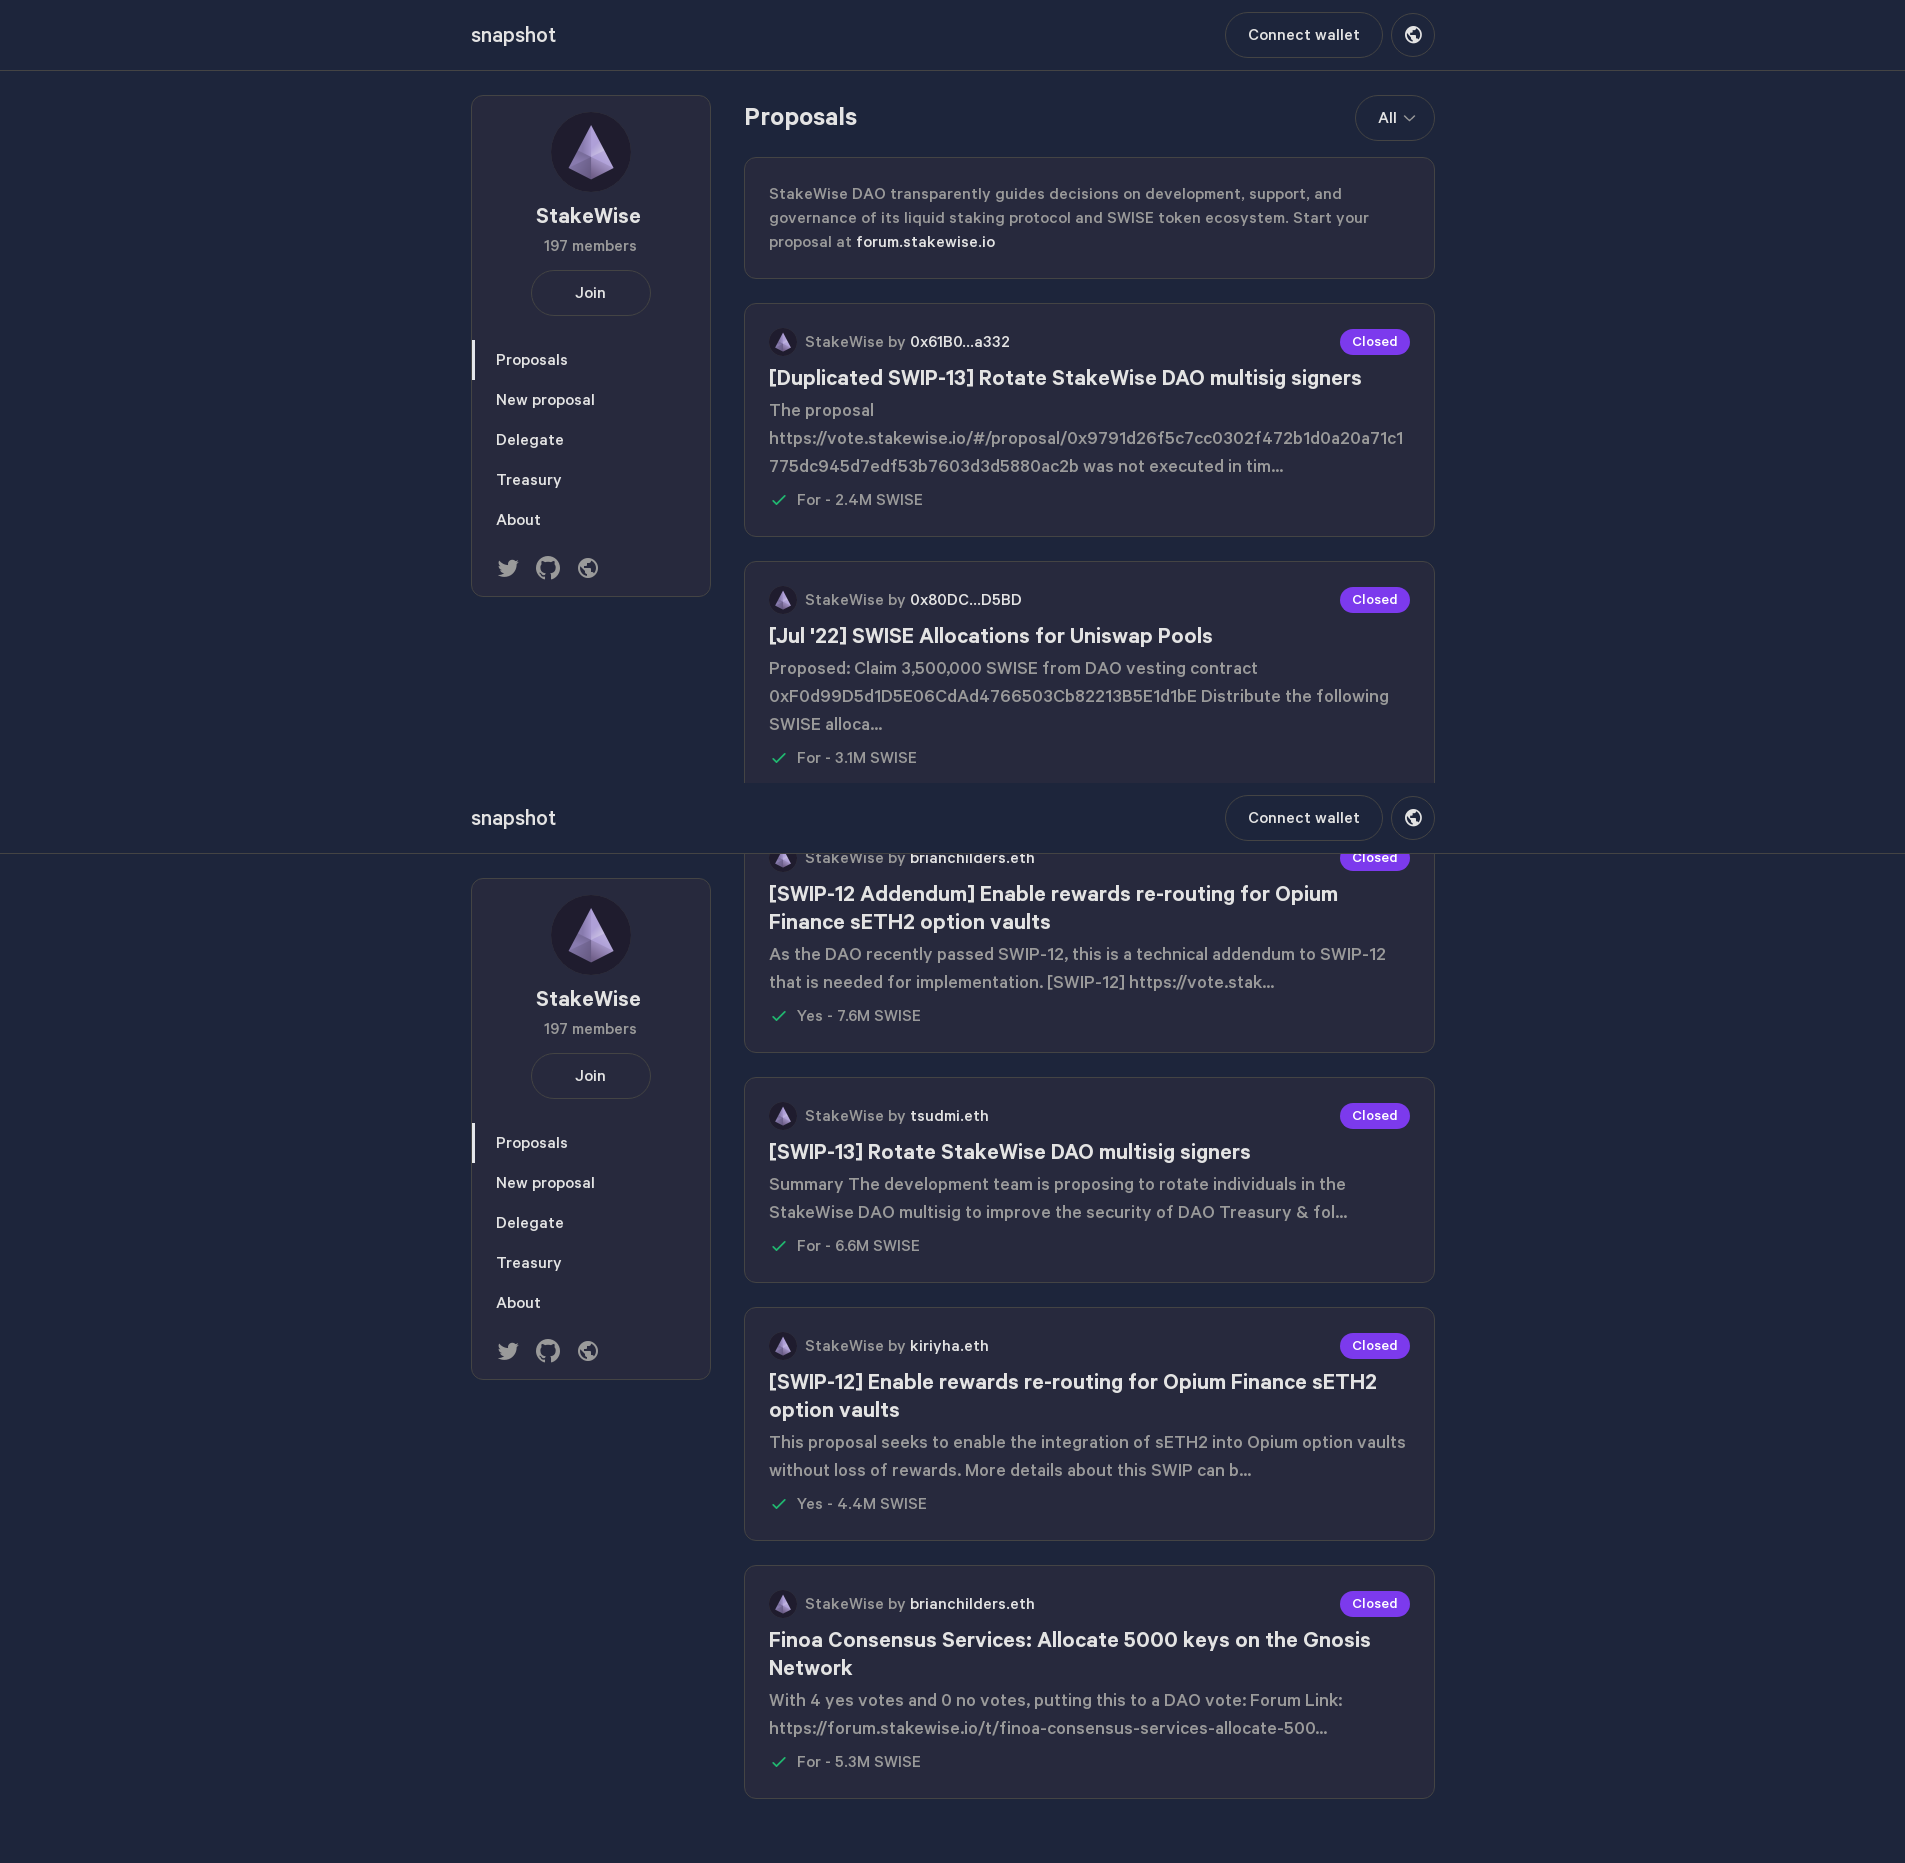 snapshot
Connect wallet
StakeWise
197 members
Join
Proposals
New proposal
Delegate
Treasury
About
Proposals
All
StakeWise DAO transparently guides decisions on development, support, and
governance of its liquid staking protocol and SWISE token ecosystem. Start your
proposal at forum.stakewise.io
StakeWise by 0x61B0...a332
Closed
[Duplicated SWIP-13] Rotate StakeWise DAO multisig signers
The proposal
https://vote.stakewise.io/#/proposal/0x9791d26f5c7cc0302f472b1d0a20a71c1
775dc945d7edf53b7603d3d5880ac2b was not executed in tim...
For - 2.4M SWISE
StakeWise by 0x80DC...D5BD
Closed
[Jul '22] SWISE Allocations for Uniswap Pools
Proposed: Claim 3,500,000 SWISE from DAO vesting contract
0xF0d99D5d1D5E06CdAd4766503Cb82213B5E1d1bE Distribute the following
SWISE alloca...
For - 3.1M SWISE
snapshot
Connect wallet
StakeWise
197 members
Join
Proposals
New proposal
Delegate
Treasury
About
StakeWise by brianchilders.eth
Closed
[SWIP-12 Addendum] Enable rewards re-routing for Opium
Finance sETH2 option vaults
As the DAO recently passed SWIP-12, this is a technical addendum to SWIP-12
that is needed for implementation. [SWIP-12] https://vote.stak...
Yes - 7.6M SWISE
StakeWise by tsudmi.eth
Closed
[SWIP-13] Rotate StakeWise DAO multisig signers
Summary The development team is proposing to rotate individuals in the
StakeWise DAO multisig to improve the security of DAO Treasury & fol...
For - 6.6M SWISE
StakeWise by kiriyha.eth
Closed
[SWIP-12] Enable rewards re-routing for Opium Finance sETH2
option vaults
This proposal seeks to enable the integration of sETH2 into Opium option vaults
without loss of rewards. More details about this SWIP can b...
Yes - 4.4M SWISE
StakeWise by brianchilders.eth
Closed
Finoa Consensus Services: Allocate 5000 keys on the Gnosis
Network
With 4 yes votes and 0 no votes, putting this to a DAO vote: Forum Link:
https://forum.stakewise.io/t/finoa-consensus-services-allocate-500...
For - 5.3M SWISE